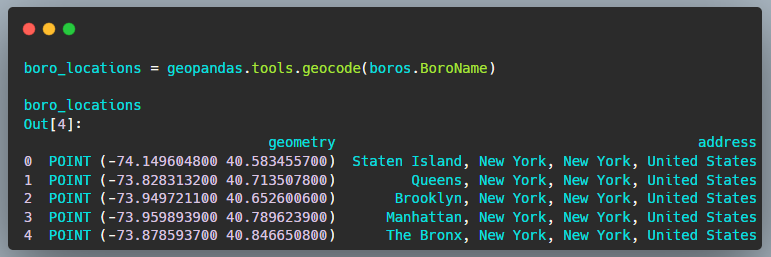 boro_locations = geopandas.tools.geocode(boros.BoroName)
boro_locations
Out[4]:
geometry address
0 POINT (-74.149604800 40.583455700) Staten Island, New York, New York, United States
1 POINT (-73.828313200 40.713507800) Queens, New York, New York, United States
2 POINT (-73.949721100 40.652600600) Brooklyn, New York, New York, United States
3 POINT (-73.959893900 40.789623900) Manhattan, New York, New York, United States
4 POINT (-73.878593700 40.846650800) The Bronx, New York, New York, United States